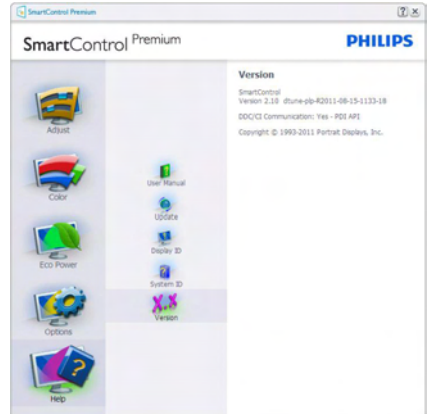 SmartControl Premium
SmartControl Premium
PHILIPS
Adjust
Color
Eco Power
Options
Help
User Manual
Update
Display ID
System ID
X.X
Version
Version
SmartControl
Version 2.10 dtune-plp-R2011-08-15-1133-18
DDC/CI Communication: Yes - PDI API
Copyright © 1993-2011 Portrait Displays, Inc.